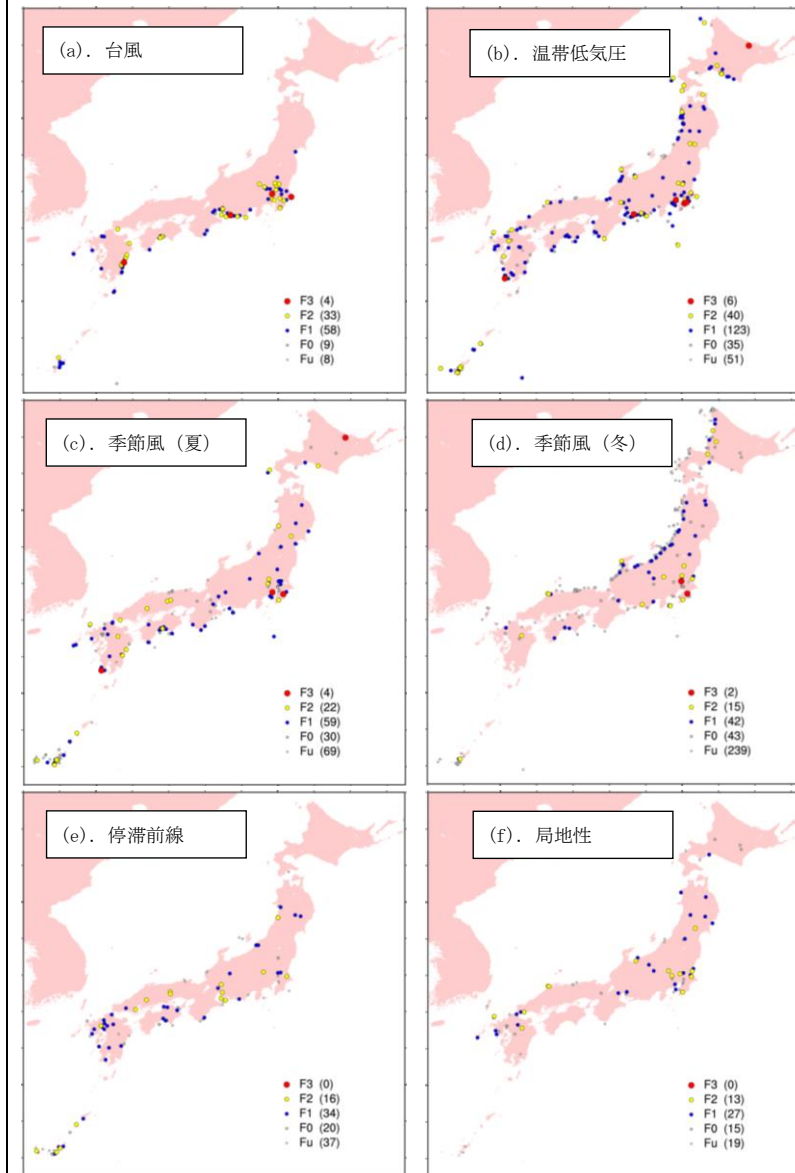 (a). 台風
F3 (4)
F2 (33)
F1 (58)
F0 (9)
Fu (8)
(b). 温帯低気圧
F3 (6)
F2 (40)
F1 (123)
F0 (35)
Fu (51)
(c). 季節風（夏）
F3 (4)
F2 (22)
F1 (59)
F0 (30)
Fu (69)
(d). 季節風（冬）
F3 (2)
F2 (15)
F1 (42)
F0 (43)
Fu (239)
(e). 停滞前線
F3 (0)
F2 (16)
F1 (34)
F0 (20)
Fu (37)
(f). 局地性
F3 (0)
F2 (13)
F1 (27)
F0 (15)
Fu (19)